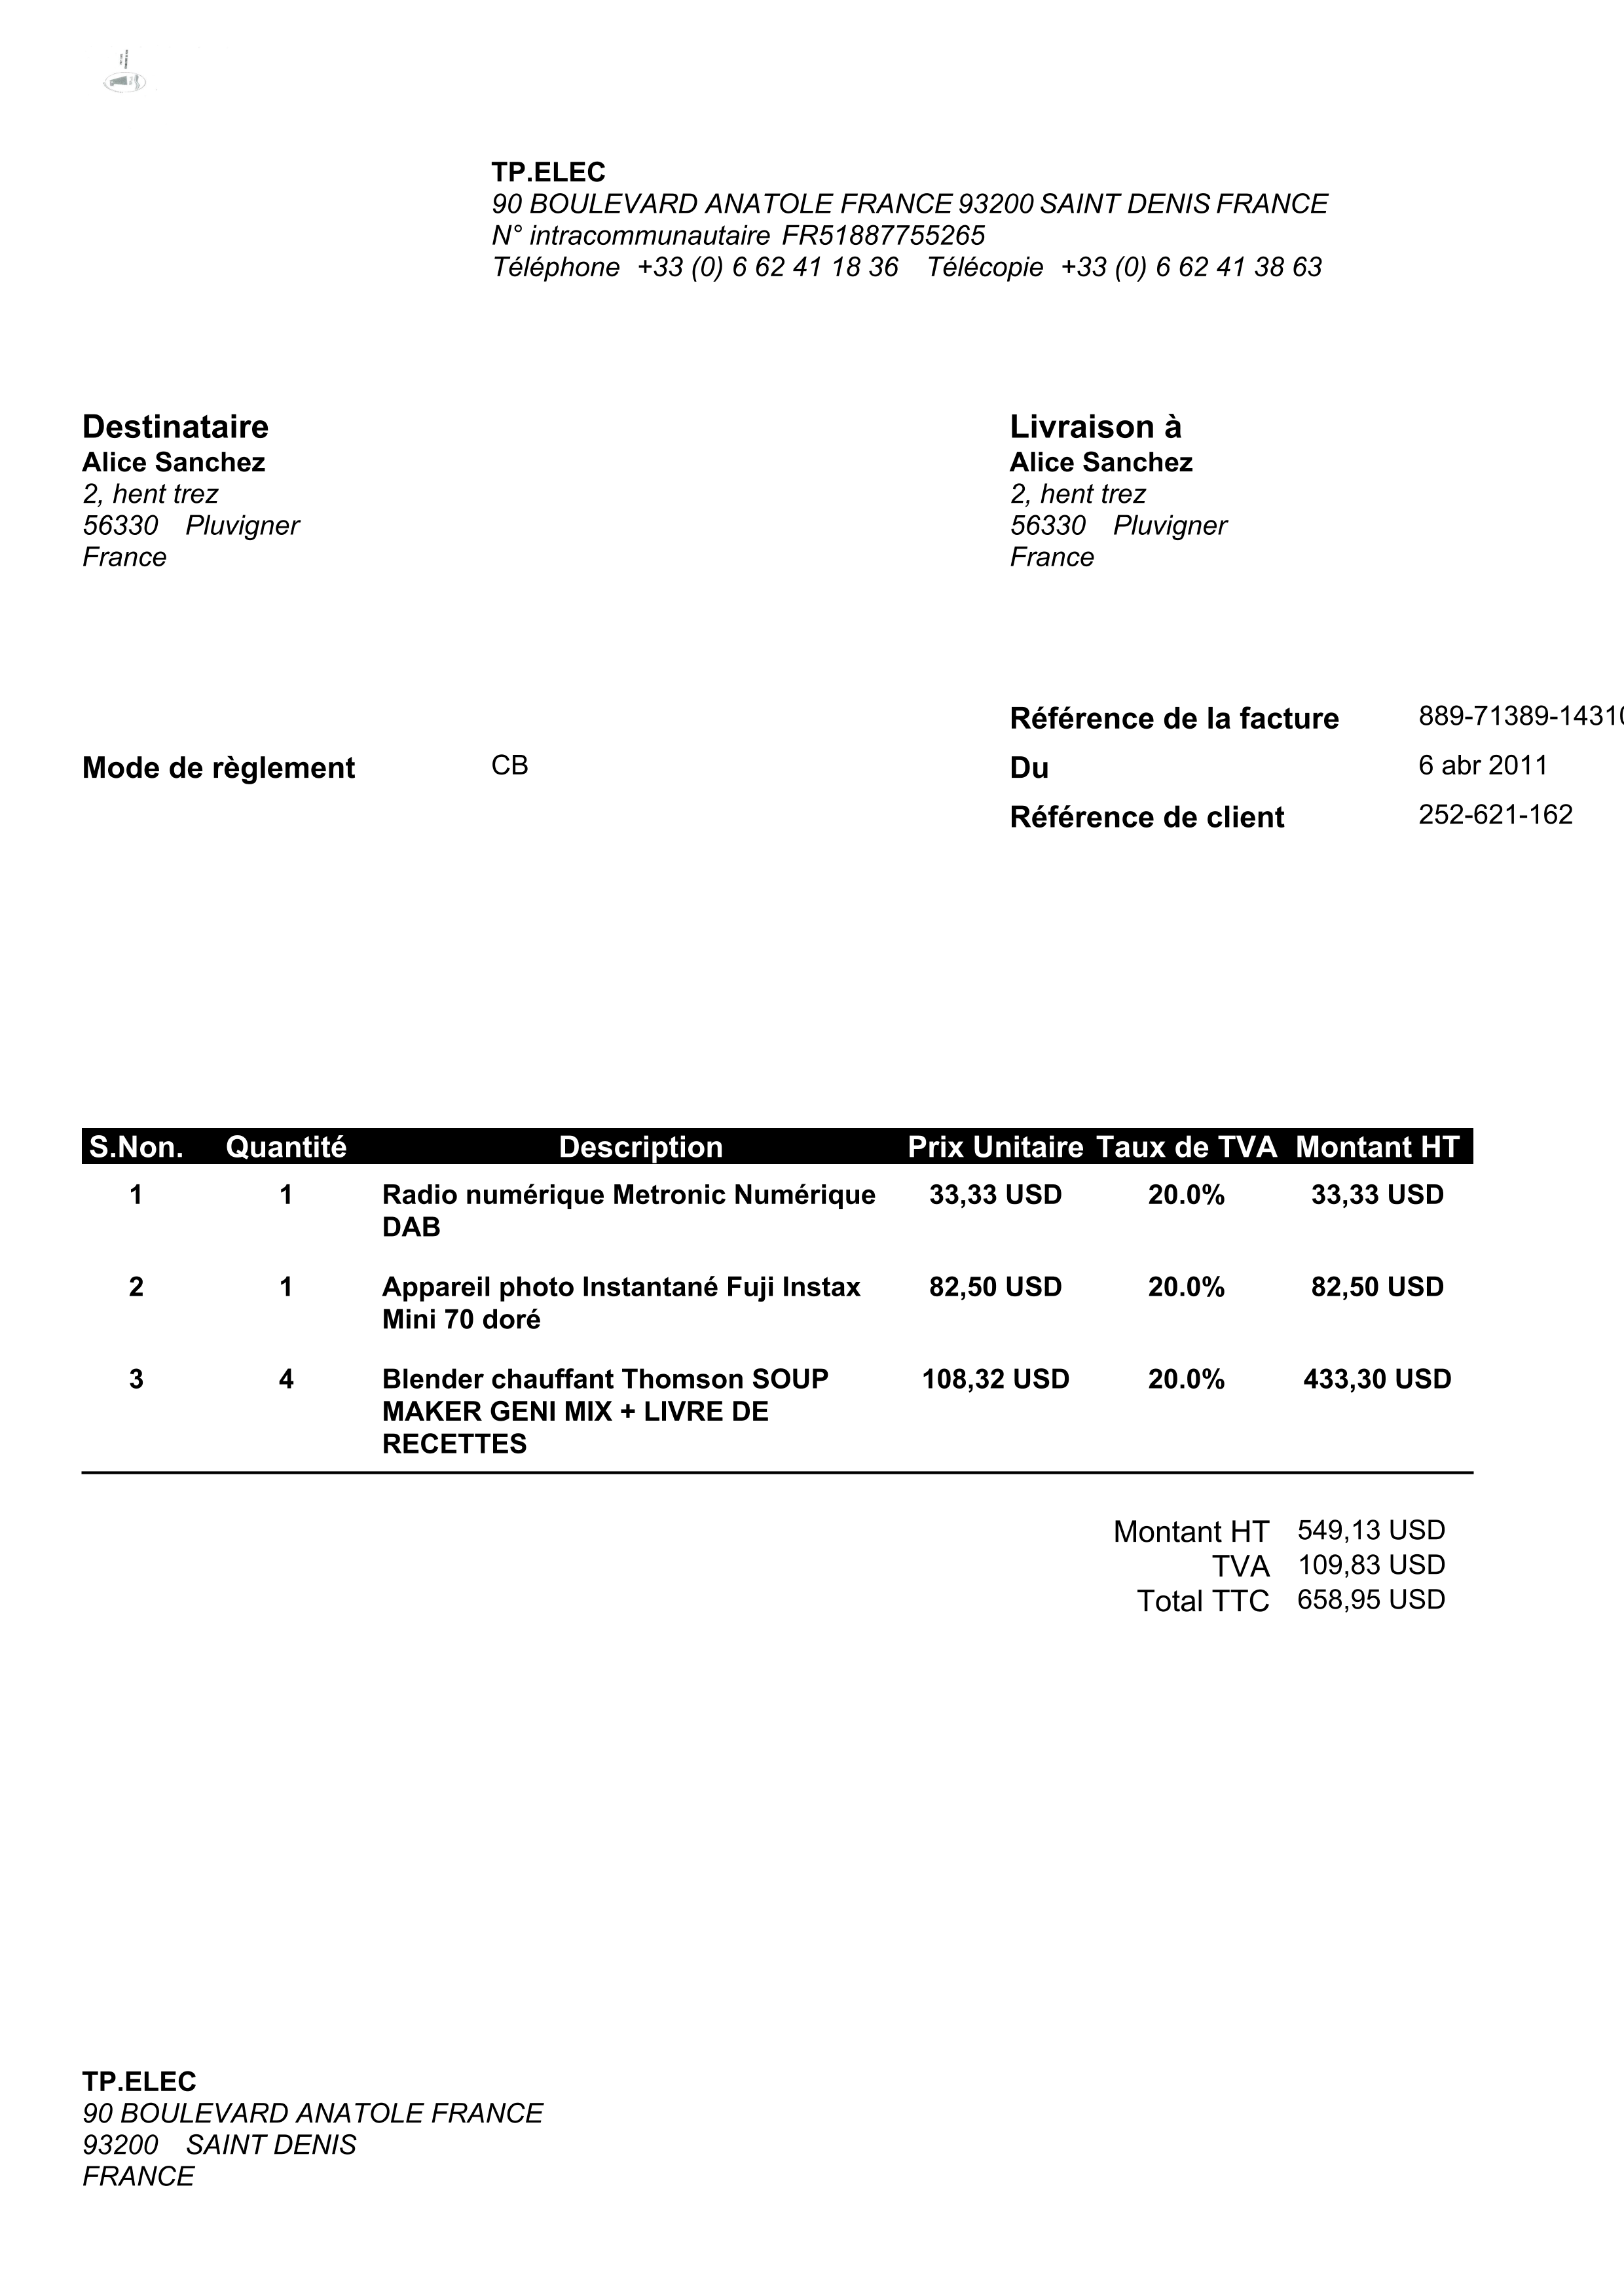 TP.ELEC
90 BOULEVARD ANATOLE FRANCE 93200 SAINT DENIS FRANCE
N° intracommunautaire FR51887755265
Téléphone +33 (0) 6 62 41 18 36 Télécopie +33 (0) 6 62 41 38 63
Destinataire
Alice Sanchez
2, hent trez
56330 Pluvigner
France
Livraison à
Alice Sanchez
2, hent trez
56330 Pluvigner
France
Référence de la facture 889-71389-14310
Mode de règlement CB
Du 6 abr 2011
Référence de client 252-621-162
S.Non. Quantité Description Prix Unitaire Taux de TVA Montant HT
1 1 Radio numérique Metronic Numérique 33,33 USD 20.0% 33,33 USD
DAB
2 1 Appareil photo Instantané Fuji Instax 82,50 USD 20.0% 82,50 USD
Mini 70 doré
3 4 Blender chauffant Thomson SOUP 108,32 USD 20.0% 433,30 USD
MAKER GENI MIX + LIVRE DE
RECETTES
Montant HT 549,13 USD
TVA 109,83 USD
Total TTC 658,95 USD
TP.ELEC
90 BOULEVARD ANATOLE FRANCE
93200 SAINT DENIS
FRANCE